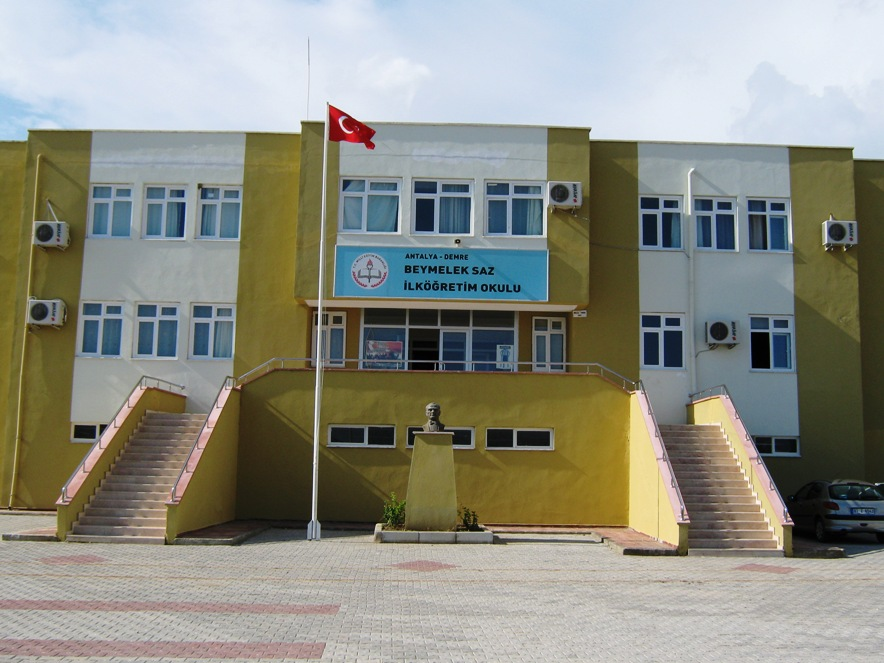 ANTALYA - DEMRE
BEYMELEK SAZ
İLKÖĞRETİM OKULU